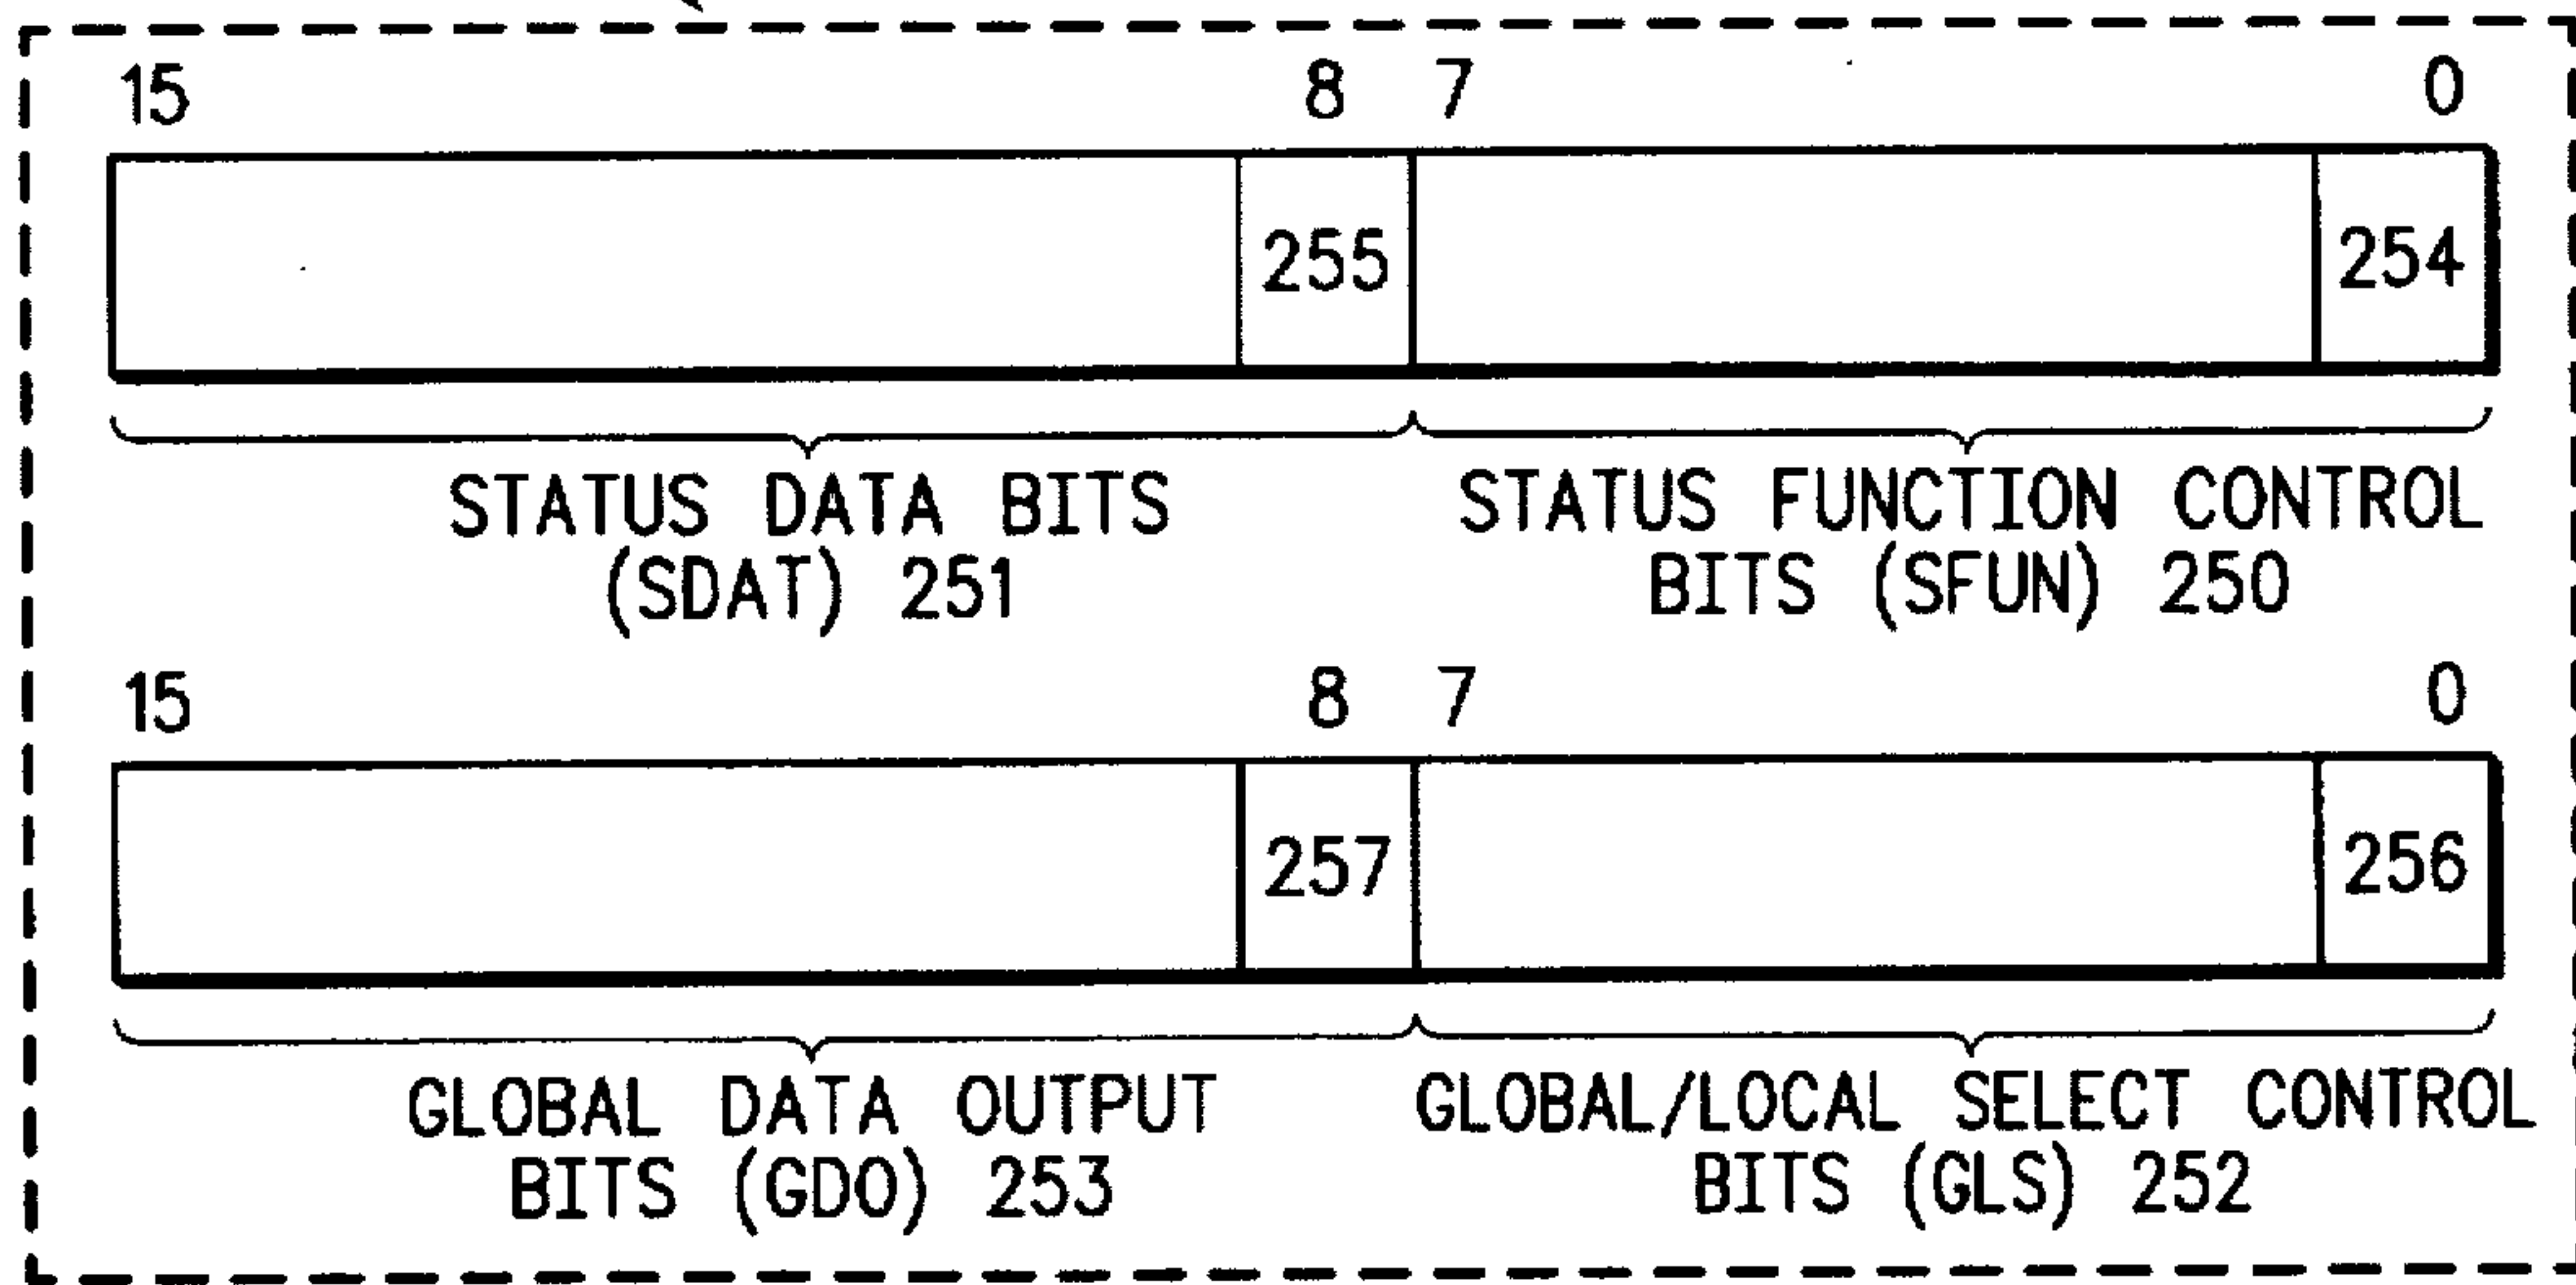 15 8 7 0
255 254
STATUS DATA BITS
(SDAT) 251
STATUS FUNCTION CONTROL
BITS (SFUN) 250
15 8 7 0
257 256
GLOBAL DATA OUTPUT
BITS (GDO) 253
GLOBAL/LOCAL SELECT CONTROL
BITS (GLS) 252